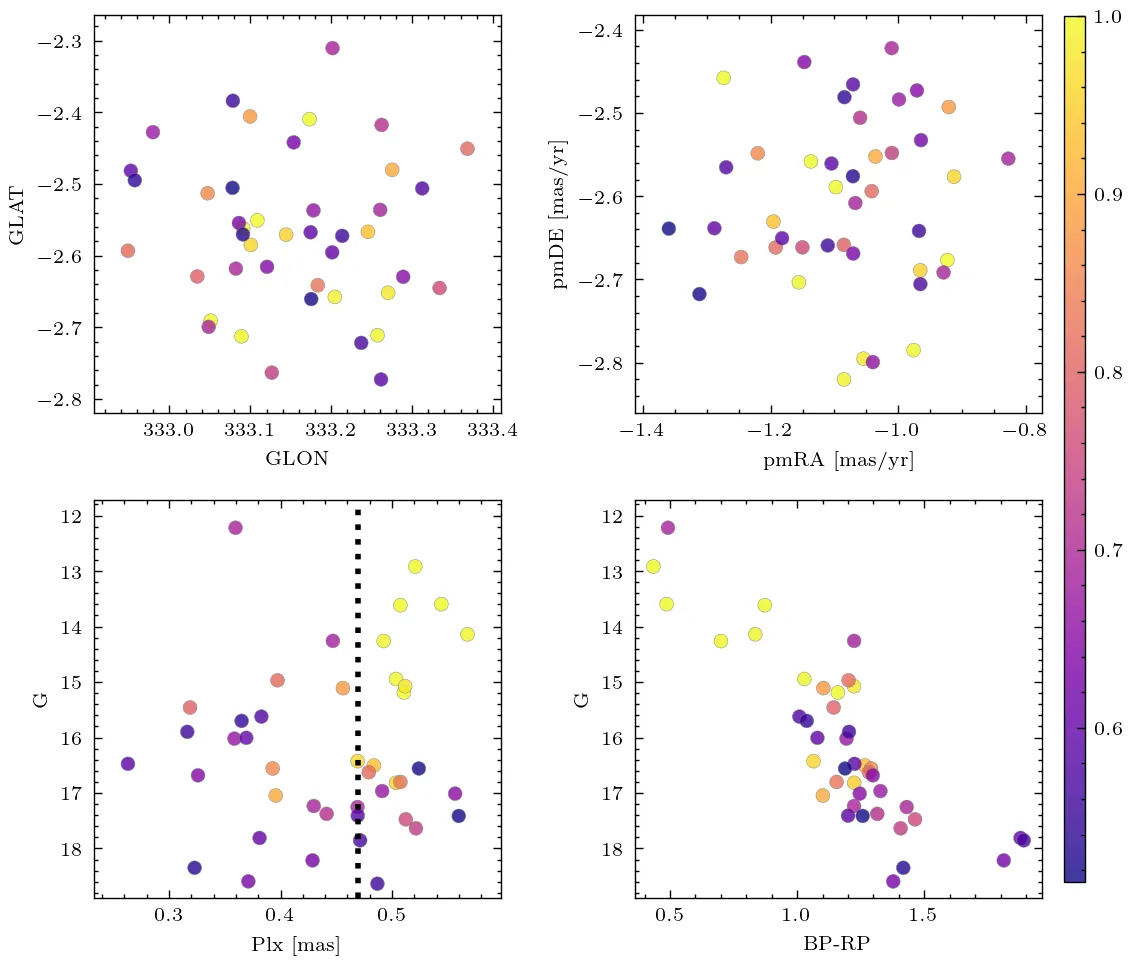 −2.3
−2.4
−2.5
−2.6
−2.7
−2.8
GLAT
333.0 333.1 333.2 333.3 333.4
GLON
−2.4
−2.5
−2.6
−2.7
−2.8
pmDE [mas/yr]
−1.4 −1.2 −1.0 −0.8
pmRA [mas/yr]
1.0
0.9
0.8
0.7
0.6
12
13
14
15
16
17
18
G
0.3 0.4 0.5
Plx [mas]
12
13
14
15
16
17
18
G
0.5 1.0 1.5
BP-RP